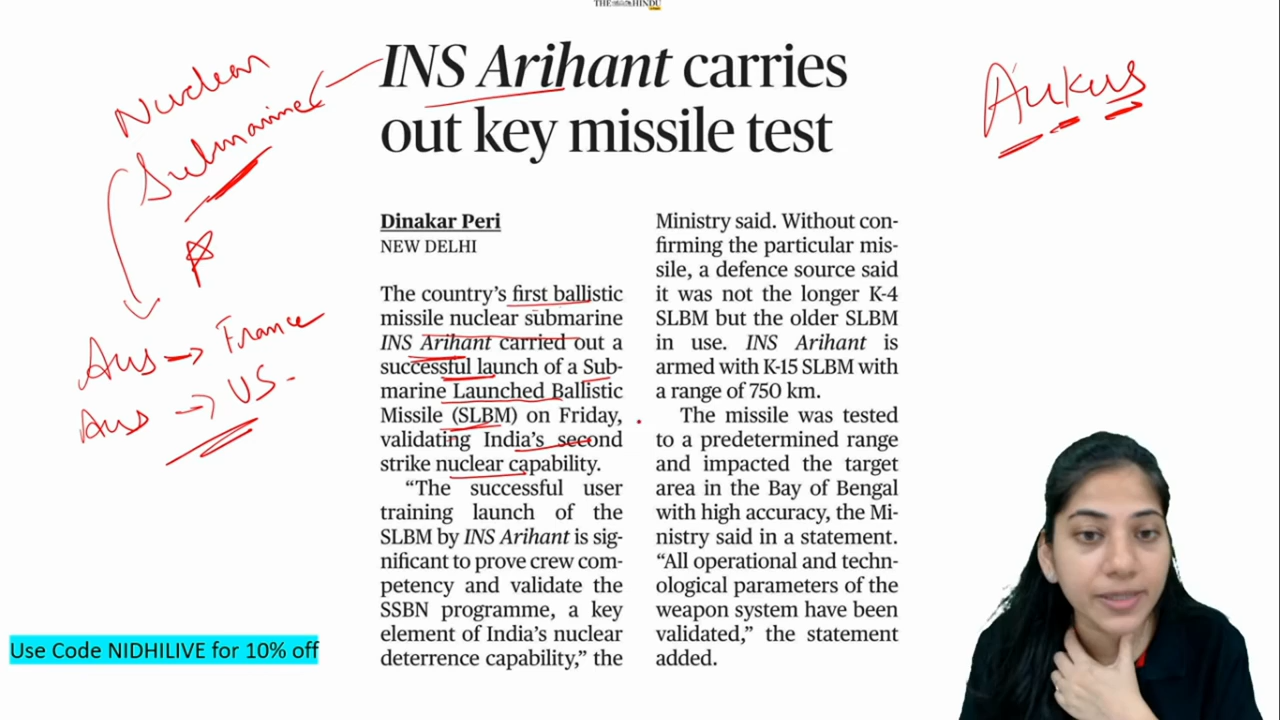 THE HINDU
INS Arihant carries
out key missile test
Dinakar Peri
NEW DELHI
The country's first ballistic
missile nuclear submarine
INS Arihant carried out a
successful launch of a Sub-
marine Launched Ballistic
Missile (SLBM) on Friday,
validating India's second
strike nuclear capability.
“The successful user
training launch of the
SLBM by INS Arihant is sig-
nificant to prove crew com-
petency and validate the
SSBN programme, a key
element of India's nuclear
deterrence capability,” the
Ministry said. Without con-
firming the particular mis-
sile, a defence source said
it was not the longer K-4
SLBM but the older SLBM
in use. INS Arihant is
armed with K-15 SLBM with
a range of 750 km.
The missile was tested
to a predetermined range
and impacted the target
area in the Bay of Bengal
with high accuracy, the Mi-
nistry said in a statement.
“All operational and techn-
ological parameters of the
weapon system have been
validated,” the statement
added.
Nuclear
Submarine
Aus → France
Aus → US
Aukus
Use Code NIDHILIVE for 10% off